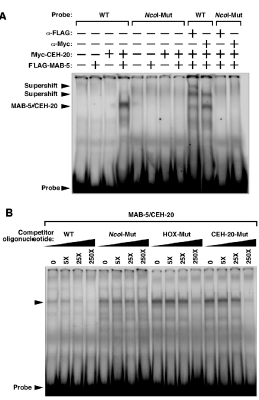 A
Probe: WT NcoI-Mut WT NcoI-Mut
α-FLAG − − − − − − − − + − + −
α-Myc − − − − − − − − − + − +
Myc-CEH-20 − − + + − − + + + + + +
FLAG-MAB-5 − + − + − + − + + + + +
Supershift
Supershift
MAB-5/CEH-20
Probe
B
MAB-5/CEH-20
Competitor oligonucleotide: WT NcoI-Mut HOX-Mut CEH-20-Mut
0 5X 25X 250X 0 5X 25X 250X 0 5X 25X 250X 0 5X 25X 250X
Probe